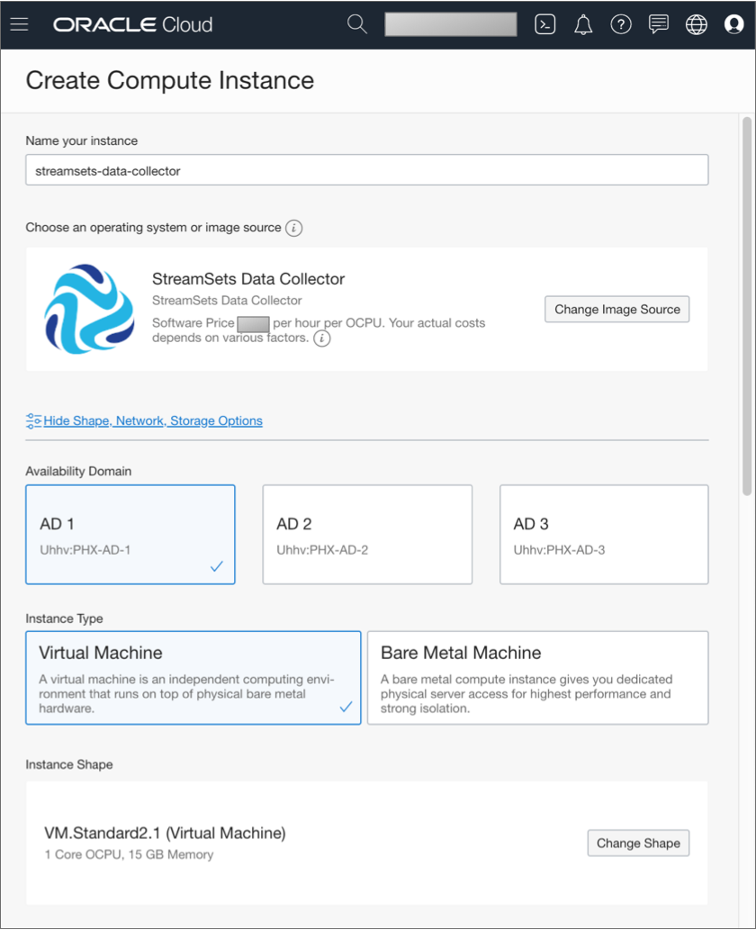 ORACLE Cloud
Create Compute Instance
Name your instance
streamsets-data-collector
Choose an operating system or image source
StreamSets Data Collector
StreamSets Data Collector
Software Price per hour per OCPU. Your actual costs
depends on various factors.
Change Image Source
Hide Shape, Network, Storage Options
Availability Domain
AD 1
Uhhv:PHX-AD-1
AD 2
Uhhv:PHX-AD-2
AD 3
Uhhv:PHX-AD-3
Instance Type
Virtual Machine
A virtual machine is an independent computing envi-
ronment that runs on top of physical bare metal
hardware.
Bare Metal Machine
A bare metal compute instance gives you dedicated
physical server access for highest performance and
strong isolation.
Instance Shape
VM.Standard2.1 (Virtual Machine)
1 Core OCPU, 15 GB Memory
Change Shape